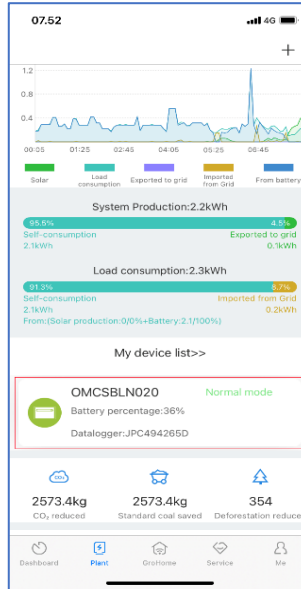 07.52
4G
+
1.2
0.8
0.4
00:05 01:25 02:45 04:05 05:25 06:45
Solar Load consumption Exported to grid Imported from Grid From battery
System Production:2.2kWh
95.5% 4.5%
Self-consumption Exported to grid
2.1kWh 0.1kWh
Load consumption:2.3kWh
91.3% 8.7%
Self-consumption Imported from Grid
2.1kWh 0.2kWh
From:(Solar production:0/0%+Battery:2.1/100%)
My device list>>
OMCSBLN020 Normal mode
Battery percentage:36%
Datalogger:JPC494265D
CO₂
2573.4kg 2573.4kg 354
CO₂ reduced Standard coal saved Deforestation reduce
Dashboard Plant GroHome Service Me